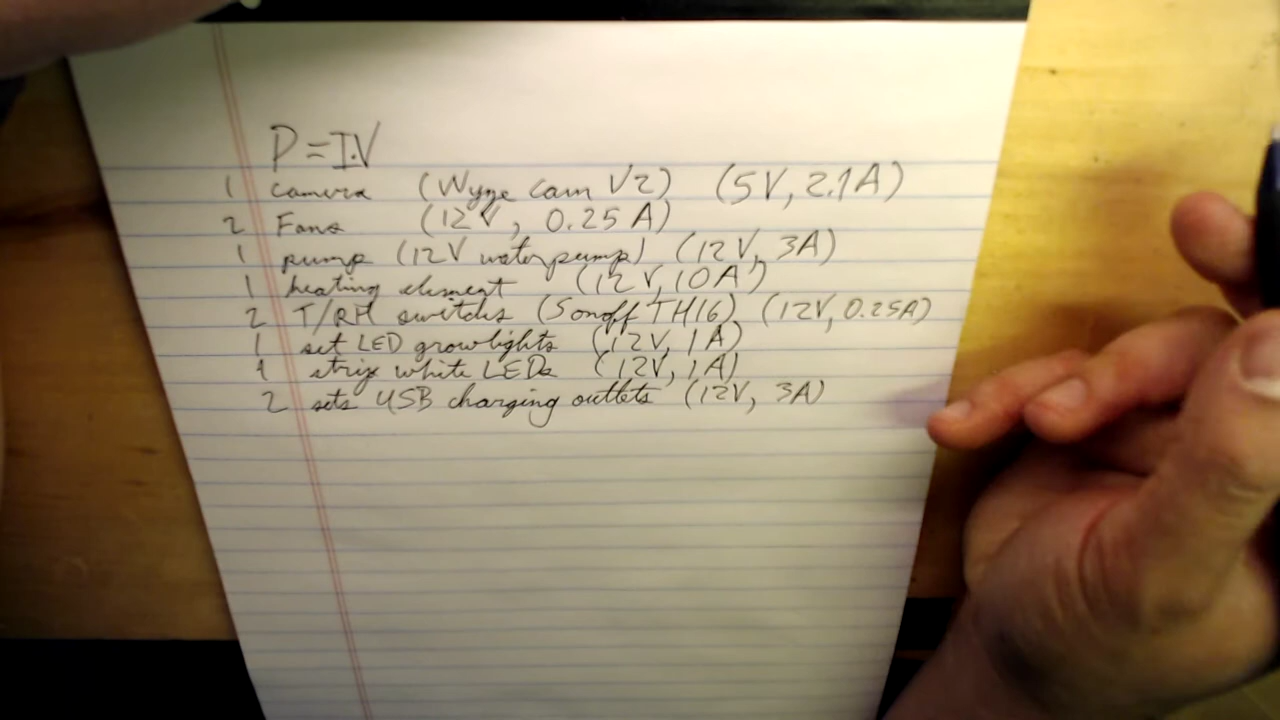 P=I·V
1 camera (Wyze Cam V2) (5V, 2.1A)
2 Fans (12V, 0.25A)
1 pump (12V water pump) (12V, 3A)
1 heating element (12V, 10A)
2 T/RH switches (Sonoff TH16) (12V, 0.25A)
1 set LED growlights (12V, 1A)
1 strip white LEDs (12V, 1A)
2 sets USB charging outlets (12V, 3A)